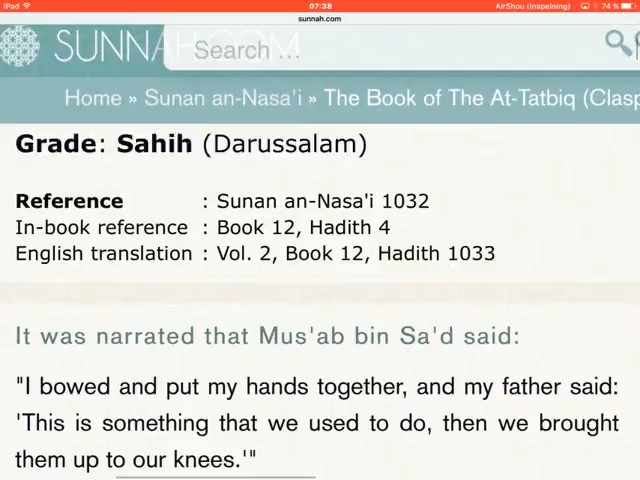 iPad 07:38 AirShou (Inspelning) 74 %
sunnah.com
SUNNAH.COM Search ...
Home » Sunan an-Nasa'i » The Book of The At-Tatbiq (Clasp
Grade: Sahih (Darussalam)
Reference : Sunan an-Nasa'i 1032
In-book reference : Book 12, Hadith 4
English translation : Vol. 2, Book 12, Hadith 1033
It was narrated that Mus'ab bin Sa'd said:
"I bowed and put my hands together, and my father said:
'This is something that we used to do, then we brought
them up to our knees.'"